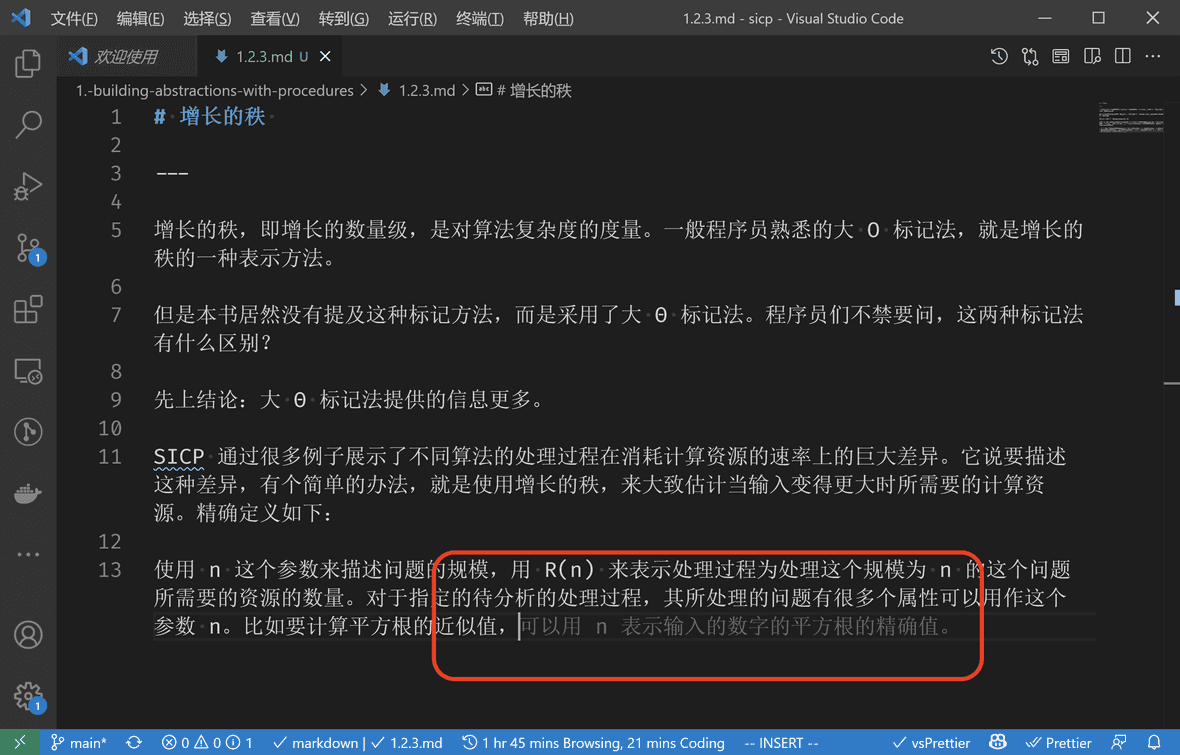 文件(F) 编辑(E) 选择(S) 查看(V) 转到(G) 运行(R) 终端(T) 帮助(H) 1.2.3.md - sicp - Visual Studio Code
欢迎使用 1.2.3.md U
1.-building-abstractions-with-procedures > 1.2.3.md > abc # 增长的秩
1 # 增长的秩
2
3 ---
4
5 增长的秩，即增长的数量级，是对算法复杂度的度量。一般程序员熟悉的大 O 标记法，就是增长的
秩的一种表示方法。
6
7 但是本书居然没有提及这种标记方法，而是采用了大 Θ 标记法。程序员们不禁要问，这两种标记法
有什么区别？
8
9 先上结论：大 Θ 标记法提供的信息更多。
10
11 SICP 通过很多例子展示了不同算法的处理过程在消耗计算资源的速率上的巨大差异。它说要描述
这种差异，有个简单的办法，就是使用增长的秩，来大致估计当输入变得更大时所需要的计算资
源。精确定义如下：
12
13 使用 n 这个参数来描述问题的规模，用 R(n) 来表示处理过程为处理这个规模为 n 的这个问题
所需要的资源的数量。对于指定的待分析的处理过程，其所处理的问题有很多个属性可以用作这个
参数 n。比如要计算平方根的近似值，可以用 n 表示输入的数字的平方根的精确值。
1
1
main* 0 0 1 markdown | 1.2.3.md 1 hr 45 mins Browsing, 21 mins Coding -- INSERT -- vsPrettier Prettier